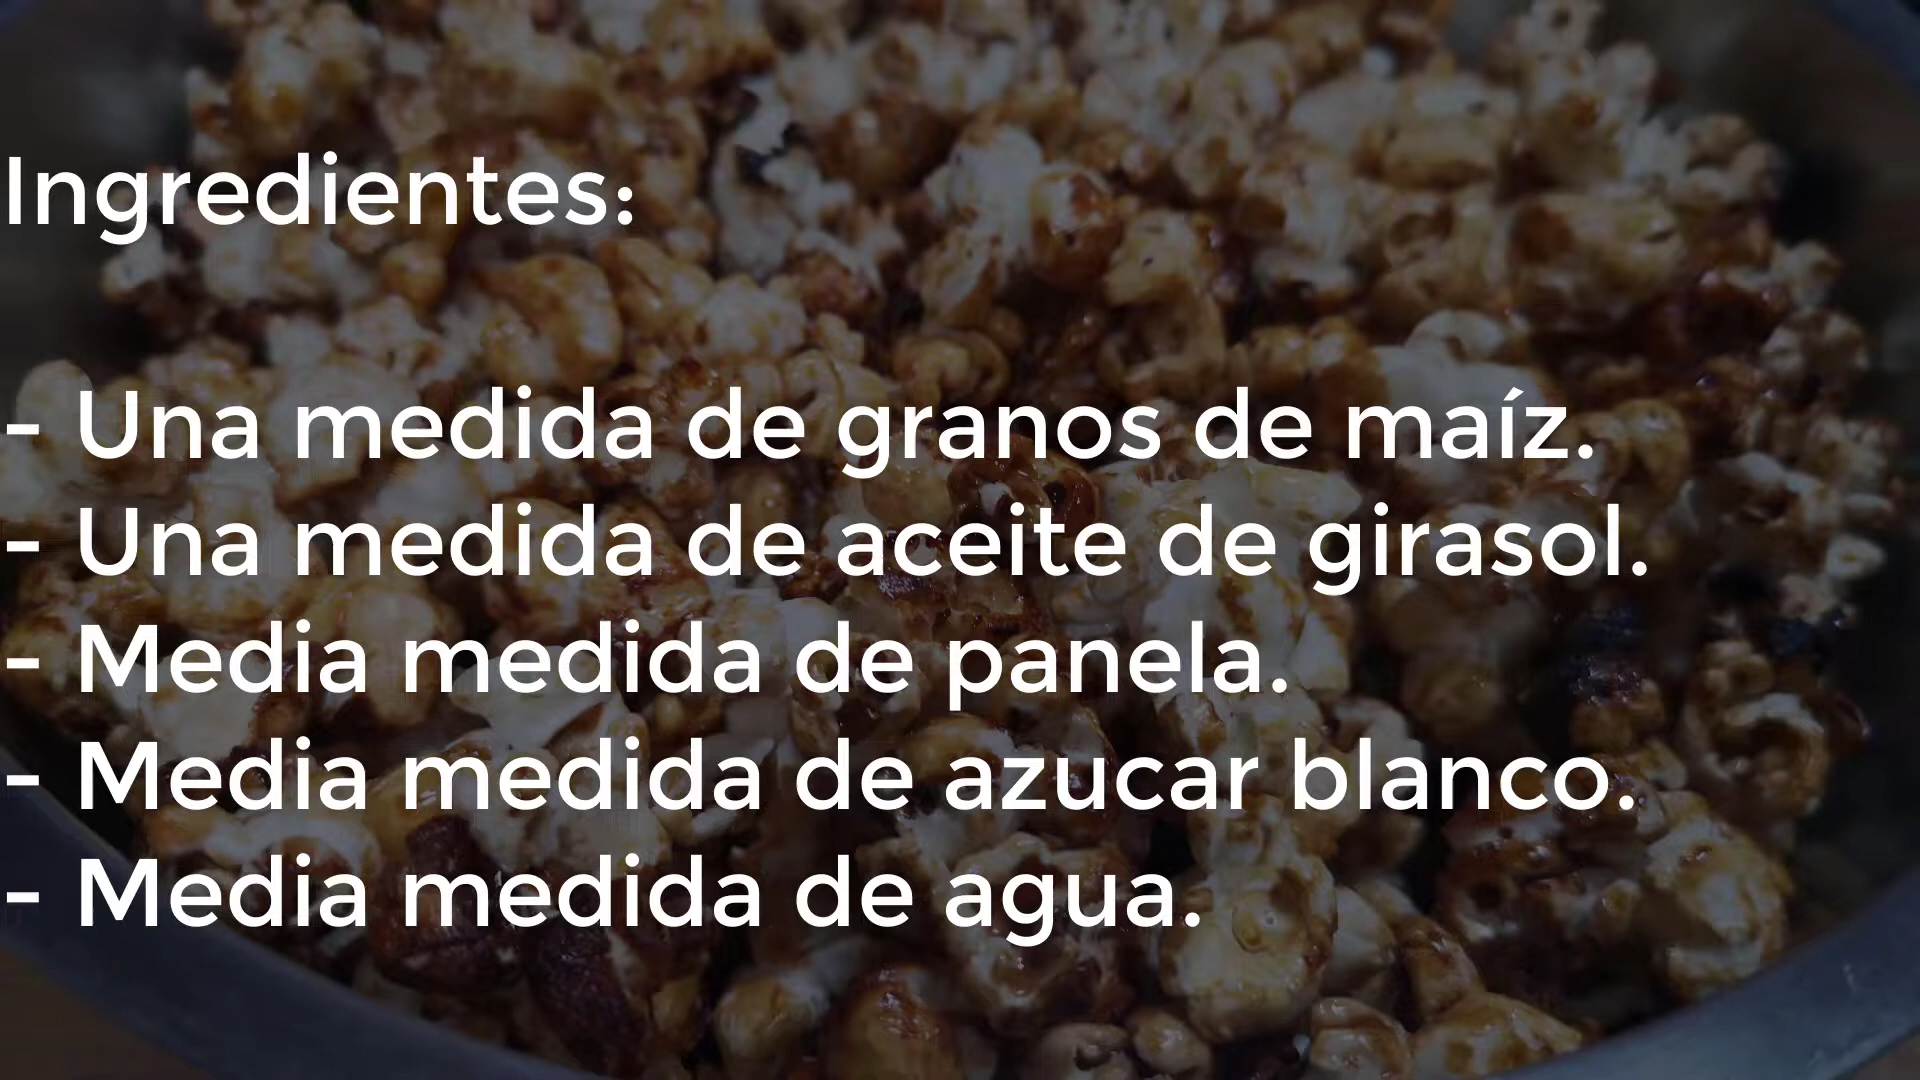 Ingredientes:
- Una medida de granos de maíz.
- Una medida de aceite de girasol.
- Media medida de panela.
- Media medida de azucar blanco.
- Media medida de agua.